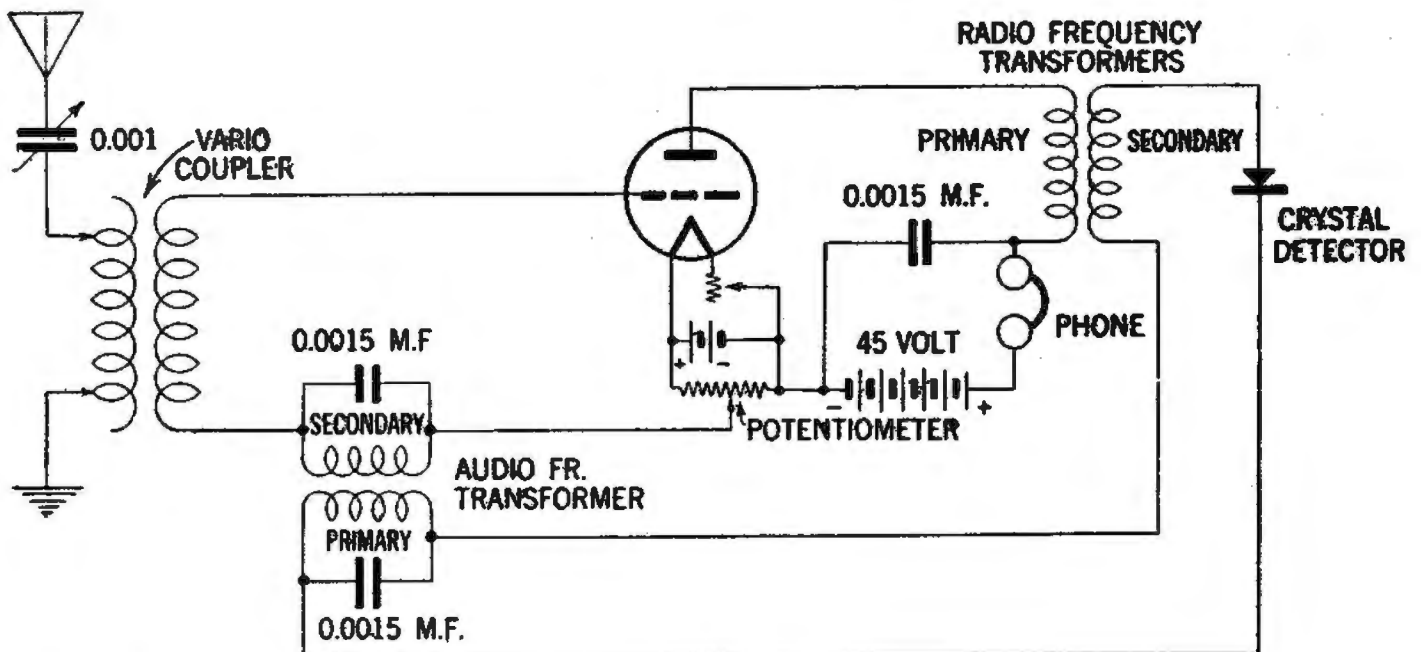 RADIO FREQUENCY
TRANSFORMERS
0.001
VARIO
COUPLER
PRIMARY
SECONDARY
0.0015 M.F.
CRYSTAL
DETECTOR
PHONE
0.0015 M.F
45 VOLT
+ -
- +
SECONDARY
POTENTIOMETER
AUDIO FR.
TRANSFORMER
PRIMARY
0.0015 M.F.